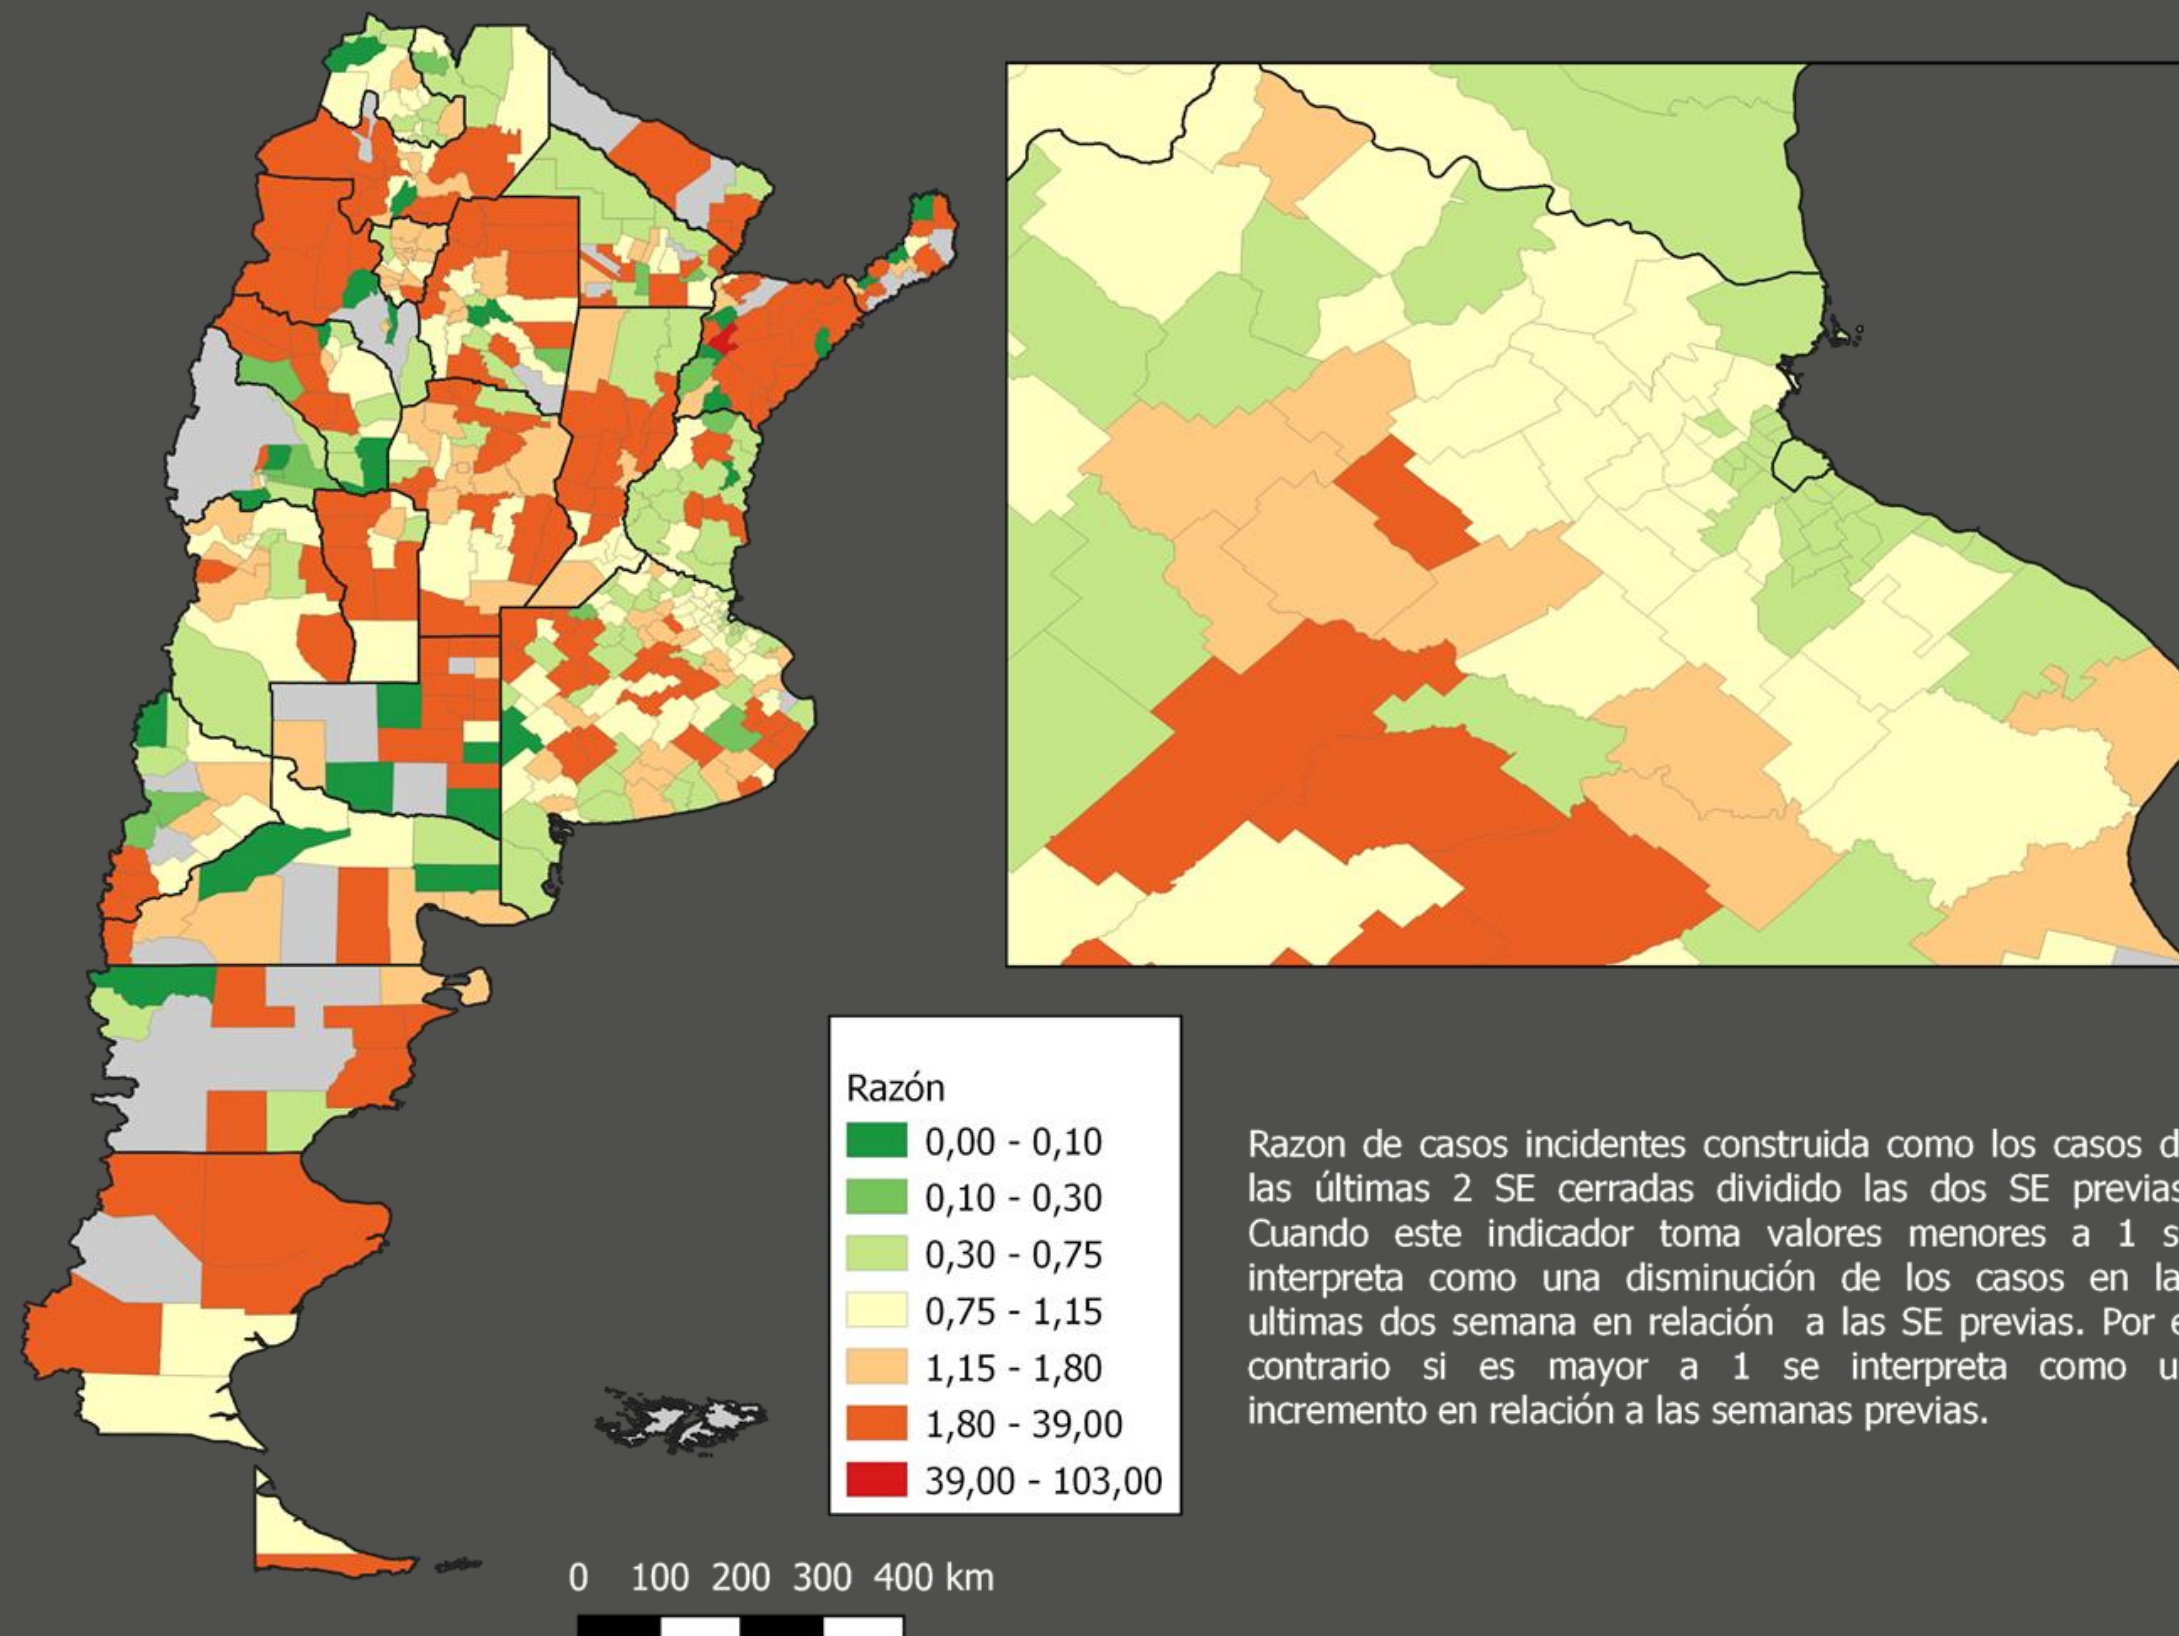 Razón
0,00 - 0,10
0,10 - 0,30
0,30 - 0,75
0,75 - 1,15
1,15 - 1,80
1,80 - 39,00
39,00 - 103,00
Razon de casos incidentes construida como los casos d
las últimas 2 SE cerradas dividido las dos SE previas
Cuando este indicador toma valores menores a 1 s
interpreta como una disminución de los casos en la
ultimas dos semana en relación a las SE previas. Por e
contrario si es mayor a 1 se interpreta como u
incremento en relación a las semanas previas.
0 100 200 300 400 km